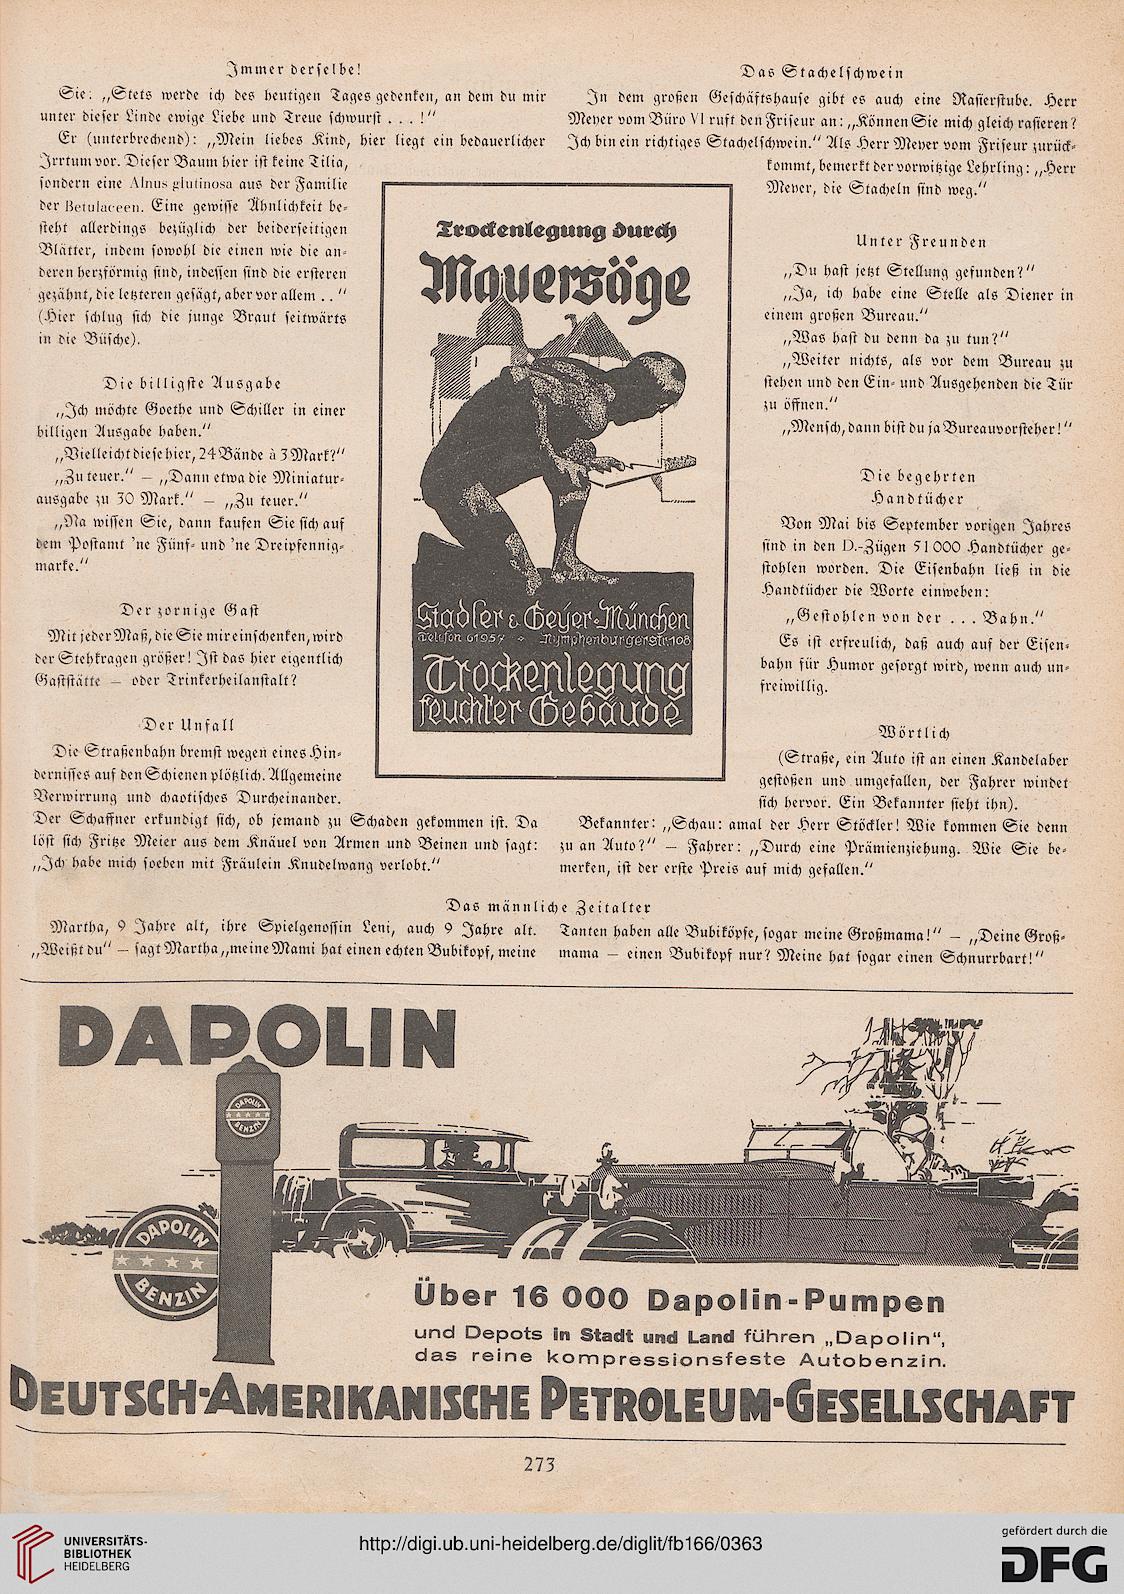 Immer derselbe!
Sie: „Stets werde ich des heutigen Tages gedenken, an dem du mir
unter dieser Linde ewige Liebe und Treue schwurst . . . !"
Er (unterbrechend): „Mein liebes Kind, hier liegt ein bedauerlicher
Irrtum vor. Dieser Baum hier ist keine Tilia,
sondern eine Alnus glutinosa aus der Familie
der Betulaceen. Eine gewisse Ähnlichkeit be-
steht allerdings bezüglich der beiderseitigen
Blätter, indem sowohl die einen wie die an-
deren herzförmig sind, indessen sind die ersteren
gezähnt, die letzteren gesägt, aber vor allem . ."
(Hier schlug sich die junge Braut seitwärts
in die Büsche).
Die billigste Ausgabe
„Ich möchte Goethe und Schiller in einer
billigen Ausgabe haben."
„Vielleicht diese hier, 24 Bände à 3 Mark?"
„Zu teuer." — „Dann etwa die Miniatur-
ausgabe zu 30 Mark." — „Zu teuer."
„Na wissen Sie, dann kaufen Sie sich auf
dem Postamt 'ne Fünf- und 'ne Dreipfennig-
marke."
Der zornige Gast
Mit jeder Maß, die Sie mir einschenken, wird
der Stehkragen größer! Ist das hier eigentlich
Gaststätte — oder Trinkerheilanstalt?
Der Unfall
Die Straßenbahn bremst wegen eines Hin-
dernisses auf den Schienen plötzlich. Allgemeine
Verwirrung und chaotisches Durcheinander.
Der Schaffner erkundigt sich, ob jemand zu Schaden gekommen ist. Da
löst sich Fritze Meier aus dem Knäuel von Armen und Beinen und sagt:
„Ich habe mich soeben mit Fräulein Knudelwang verlobt."
Trockenlegung durch
Mauersäge
Stadler & Geyer-München
Telefon 61957 Nymphenburgerstr. 108
Trockenlegung
feuchter Gebäude
Das Stachelschwein
In dem großen Geschäftshause gibt es auch eine Rasierstube. Herr
Meyer vom Büro VI ruft den Friseur an: „Können Sie mich gleich rasieren?
Ich bin ein richtiges Stachelschwein." Als Herr Meyer vom Friseur zurück-
kommt, bemerkt der vorwitzige Lehrling: „Herr
Meyer, die Stacheln sind weg."
Unter Freunden
„Du hast jetzt Stellung gefunden?"
„Ja, ich habe eine Stelle als Diener in
einem großen Bureau."
„Was hast du denn da zu tun?"
„Weiter nichts, als vor dem Bureau zu
stehen und den Ein- und Ausgehenden die Tür
zu öffnen."
„Mensch, dann bist du ja Bureauvorsteher!"
Die begehrten
Handtücher
Von Mai bis September vorigen Jahres
sind in den D.-Zügen 51 000 Handtücher ge-
stohlen worden. Die Eisenbahn ließ in die
Handtücher die Worte einweben:
„Gestohlen von der . . . Bahn."
Es ist erfreulich, daß auch auf der Eisen-
bahn für Humor gesorgt wird, wenn auch un-
freiwillig.
Wörtlich
(Straße, ein Auto ist an einen Kandelaber
gestoßen und umgefallen, der Fahrer windet
sich hervor. Ein Bekannter sieht ihn).
Bekannter: „Schau: amal der Herr Stöckler! Wie kommen Sie denn
zu an Auto?" — Fahrer: „Durch eine Prämienziehung. Wie Sie be-
merken, ist der erste Preis auf mich gefallen."
Das männliche Zeitalter
Martha, 9 Jahre alt, ihre Spielgenossin Leni, auch 9 Jahre alt.
„Weißt du" — sagt Martha „meine Mami hat einen echten Bubikopf, meine
Tanten haben alle Bubiköpfe, sogar meine Großmama!" — „Deine Groß-
mama — einen Bubikopf nur? Meine hat sogar einen Schnurrbart!"
DAPOLIN
DAPOLIN
BENZIN
DAPOLIN
BENZIN
Über 16 000 Dapolin-Pumpen
und Depots in Stadt und Land führen „Dapolin",
das reine kompressionsfeste Autobenzin.
DEUTSCH-AMERIKANISCHE PETROLEUM-GESELLSCHAFT
273
UNIVERSITÄTS-
BIBLIOTHEK
HEIDELBERG
http://digi.ub.uni-heidelberg.de/diglit/fb166/0363
gefördert durch die
DFG